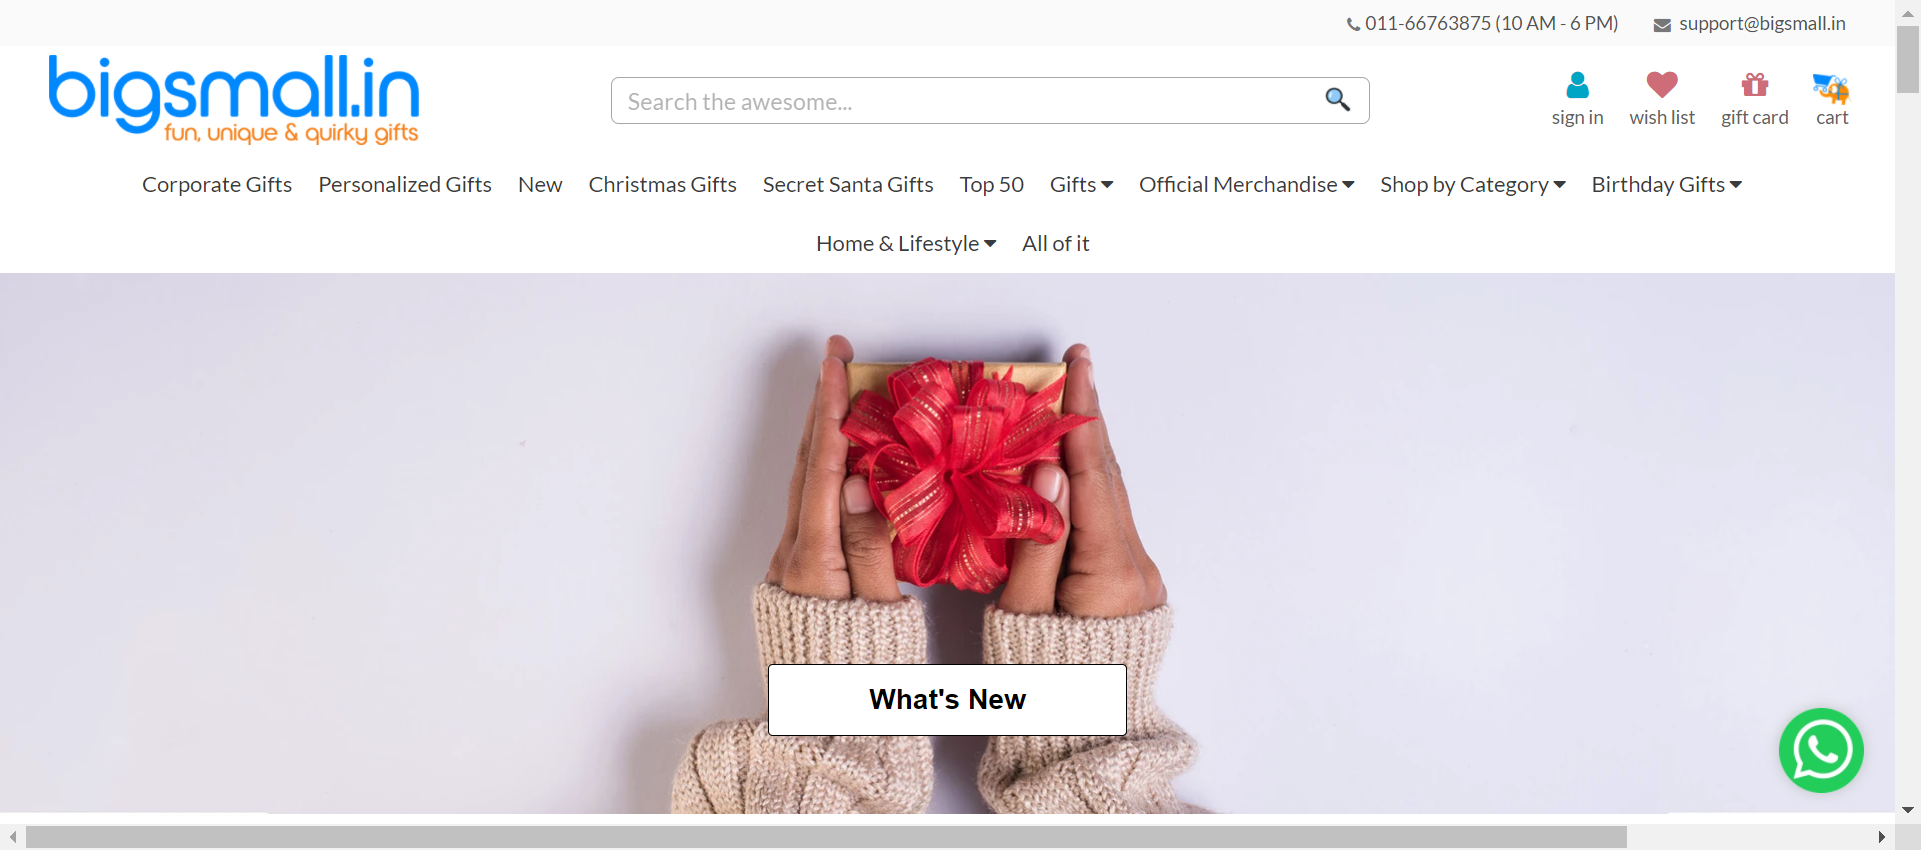 011-66763875 (10 AM - 6 PM) support@bigsmall.in
bigsmall.in
fun, unique & quirky gifts
Search the awesome...
sign in wish list gift card cart
Corporate Gifts Personalized Gifts New Christmas Gifts Secret Santa Gifts Top 50 Gifts Official Merchandise Shop by Category Birthday Gifts
Home & Lifestyle All of it
What's New